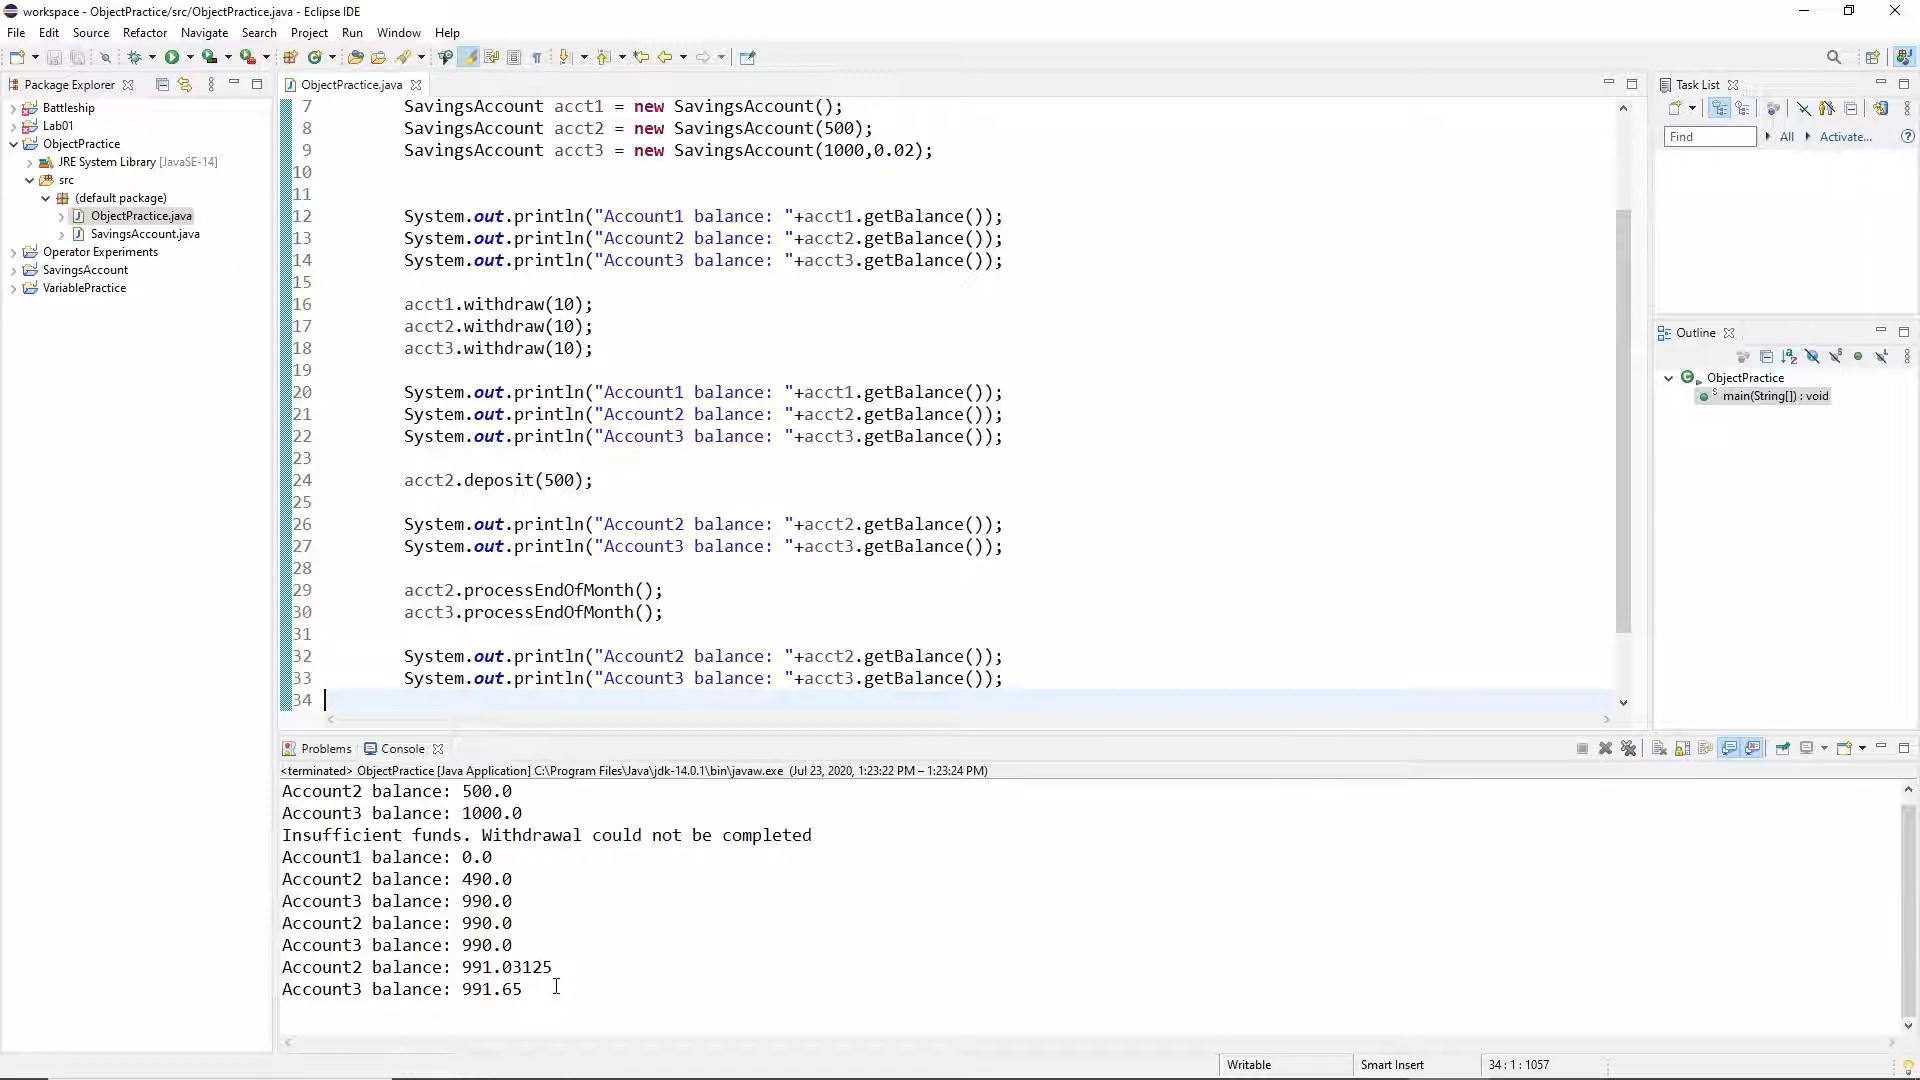 workspace - ObjectPractice/src/ObjectPractice.java - Eclipse IDE
File Edit Source Refactor Navigate Search Project Run Window Help
Package Explorer
Battleship
Lab01
ObjectPractice
JRE System Library [JavaSE-14]
src
(default package)
ObjectPractice.java
SavingsAccount.java
Operator Experiments
SavingsAccount
VariablePractice
ObjectPractice.java
7 SavingsAccount acct1 = new SavingsAccount();
8 SavingsAccount acct2 = new SavingsAccount(500);
9 SavingsAccount acct3 = new SavingsAccount(1000,0.02);
10
11
12 System.out.println("Account1 balance: "+acct1.getBalance());
13 System.out.println("Account2 balance: "+acct2.getBalance());
14 System.out.println("Account3 balance: "+acct3.getBalance());
15
16 acct1.withdraw(10);
17 acct2.withdraw(10);
18 acct3.withdraw(10);
19
20 System.out.println("Account1 balance: "+acct1.getBalance());
21 System.out.println("Account2 balance: "+acct2.getBalance());
22 System.out.println("Account3 balance: "+acct3.getBalance());
23
24 acct2.deposit(500);
25
26 System.out.println("Account2 balance: "+acct2.getBalance());
27 System.out.println("Account3 balance: "+acct3.getBalance());
28
29 acct2.processEndOfMonth();
30 acct3.processEndOfMonth();
31
32 System.out.println("Account2 balance: "+acct2.getBalance());
33 System.out.println("Account3 balance: "+acct3.getBalance());
34
Task List
Find All Activate...
Outline
ObjectPractice
main(String[]) : void
Problems Console
<terminated> ObjectPractice [Java Application] C:\Program Files\Java\jdk-14.0.1\bin\javaw.exe (Jul 23, 2020, 1:23:22 PM – 1:23:24 PM)
Account2 balance: 500.0
Account3 balance: 1000.0
Insufficient funds. Withdrawal could not be completed
Account1 balance: 0.0
Account2 balance: 490.0
Account3 balance: 990.0
Account2 balance: 990.0
Account3 balance: 990.0
Account2 balance: 991.03125
Account3 balance: 991.65
Writable Smart Insert 34 : 1 : 1057